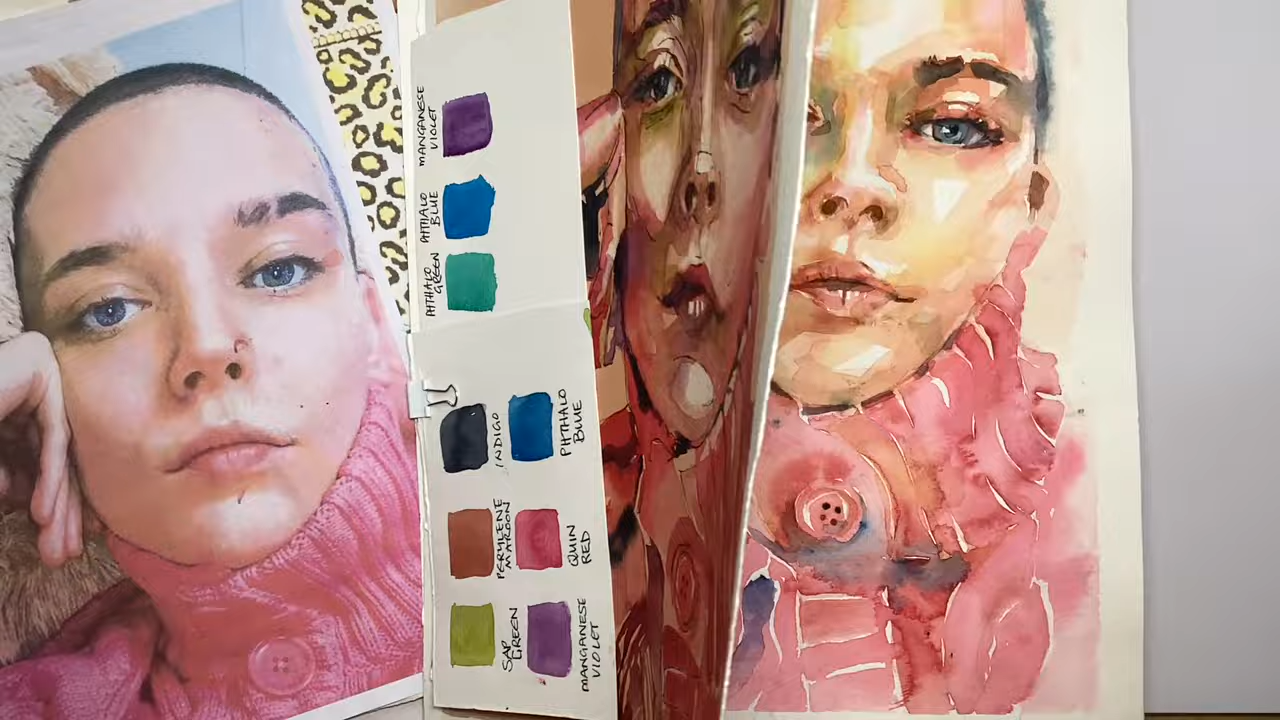 MANGANESE
VIOLET
PHTHALO
BLUE
PHTHALO
GREEN
INDIGO
PHTHALO
BLUE
PERYLENE
MAROON
QUIN
RED
SAP
GREEN
MANGANESE
VIOLET